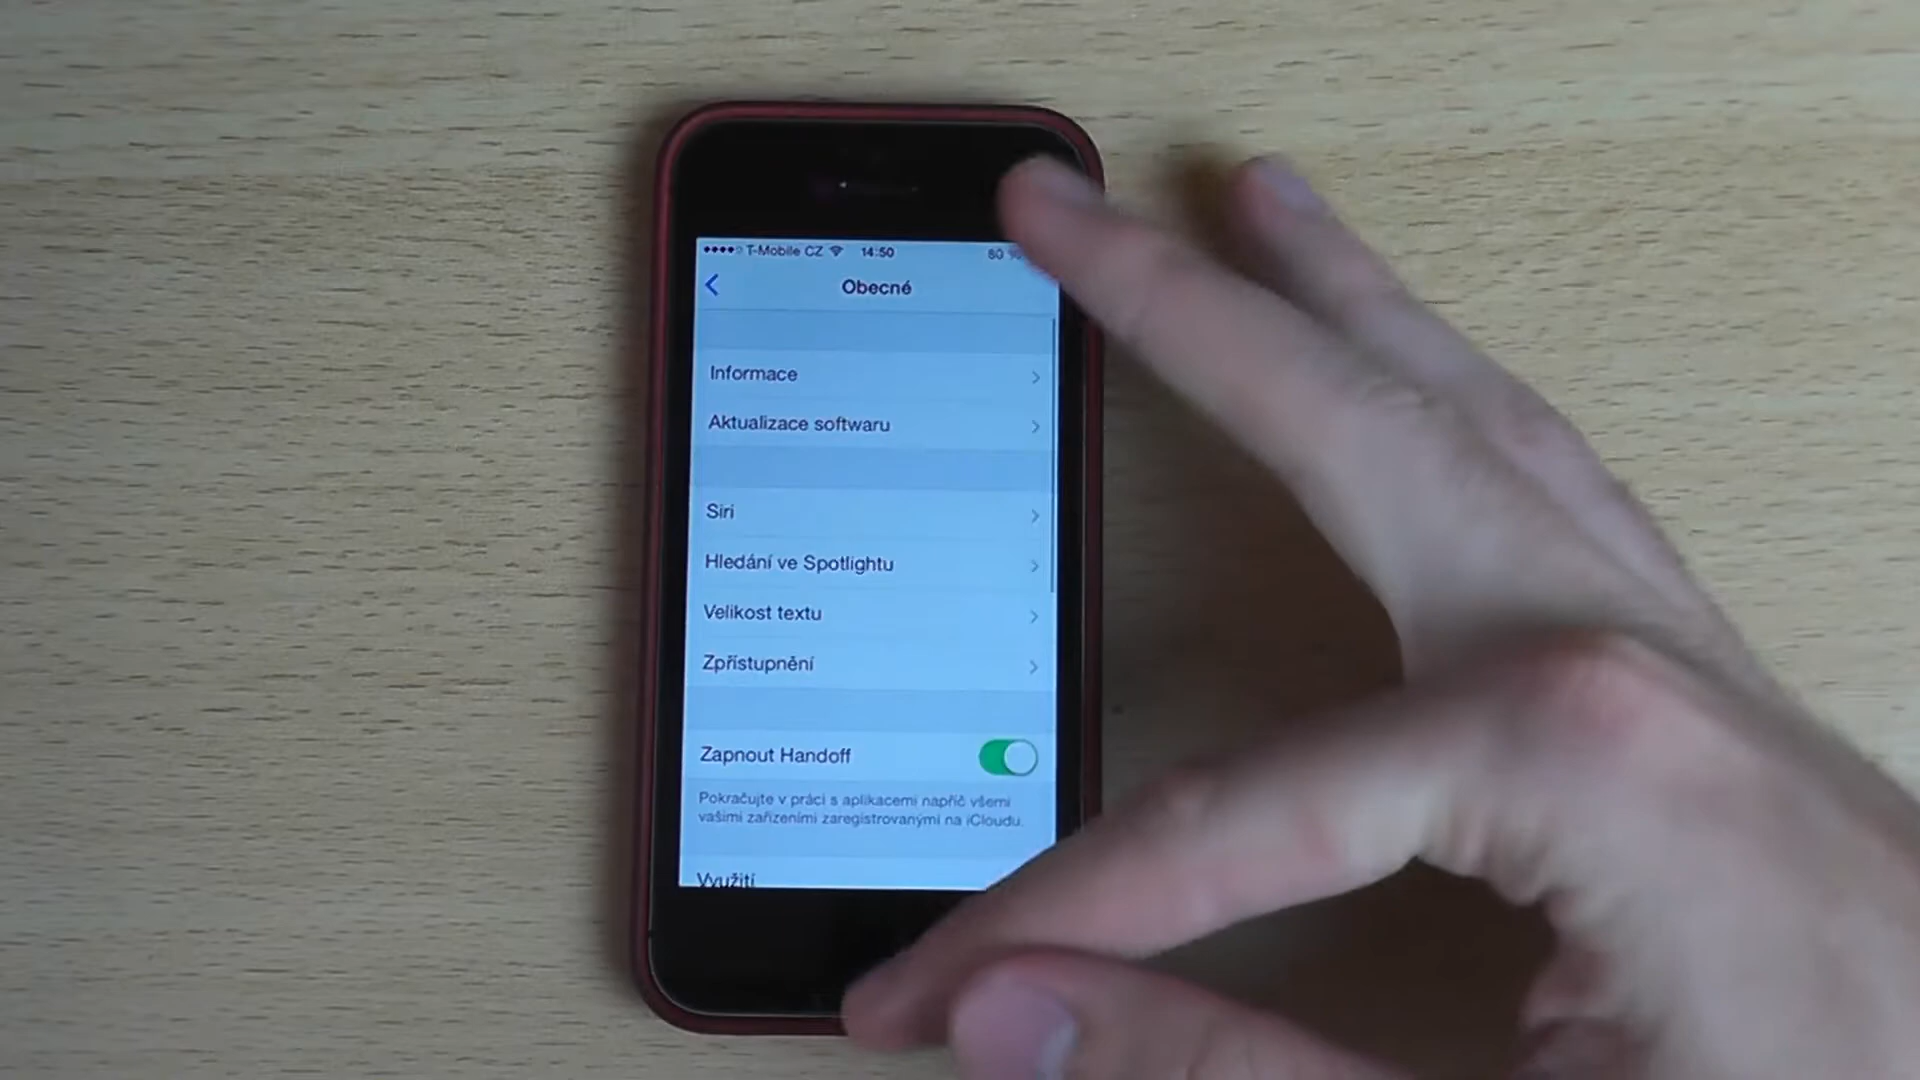 T-Mobile CZ 14:50 80 %
Obecné
Informace
Aktualizace softwaru
Siri
Hledání ve Spotlightu
Velikost textu
Zpřístupnění
Zapnout Handoff
Pokračujte v práci s aplikacemi napříč všemi
vašimi zařízeními zaregistrovanými na iCloudu.
Využití